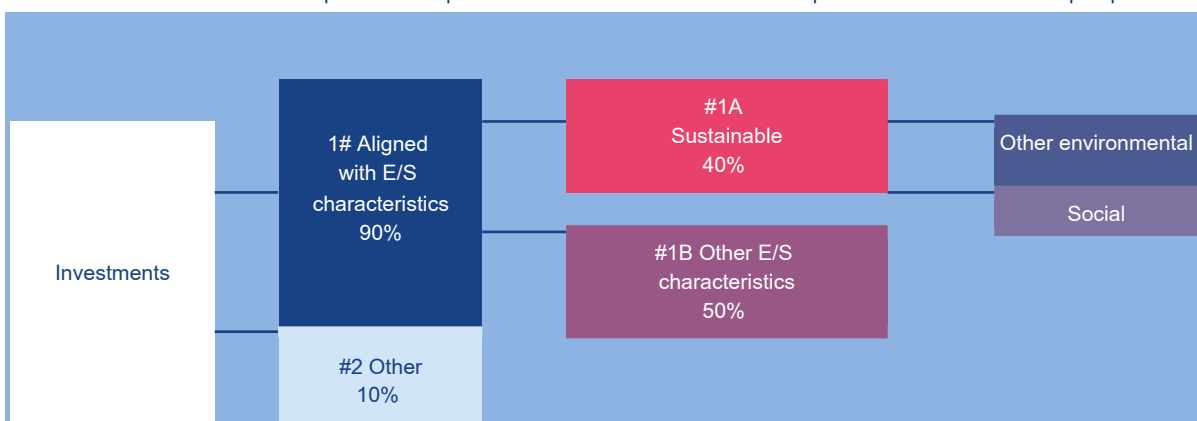 Investments
1# Aligned
with E/S
characteristics
90%
#2 Other
10%
#1A
Sustainable
40%
#1B Other E/S
characteristics
50%
Other environmental
Social